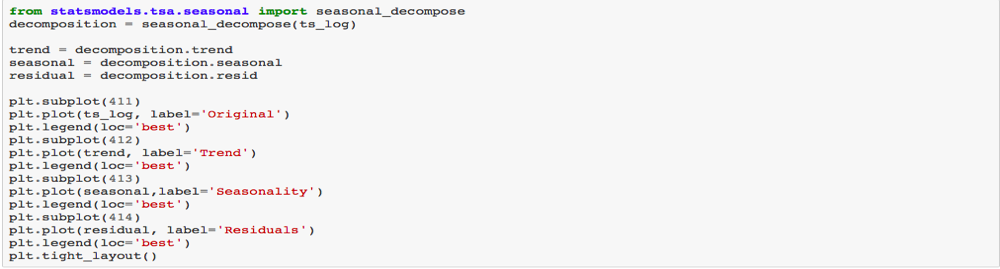 from statsmodels.tsa.seasonal import seasonal_decompose
decomposition = seasonal_decompose(ts_log)
trend = decomposition.trend
seasonal = decomposition.seasonal
residual = decomposition.resid
plt.subplot(411)
plt.plot(ts_log, label='Original')
plt.legend(loc='best')
plt.subplot(412)
plt.plot(trend, label='Trend')
plt.legend(loc='best')
plt.subplot(413)
plt.plot(seasonal,label='Seasonality')
plt.legend(loc='best')
plt.subplot(414)
plt.plot(residual, label='Residuals')
plt.legend(loc='best')
plt.tight_layout()